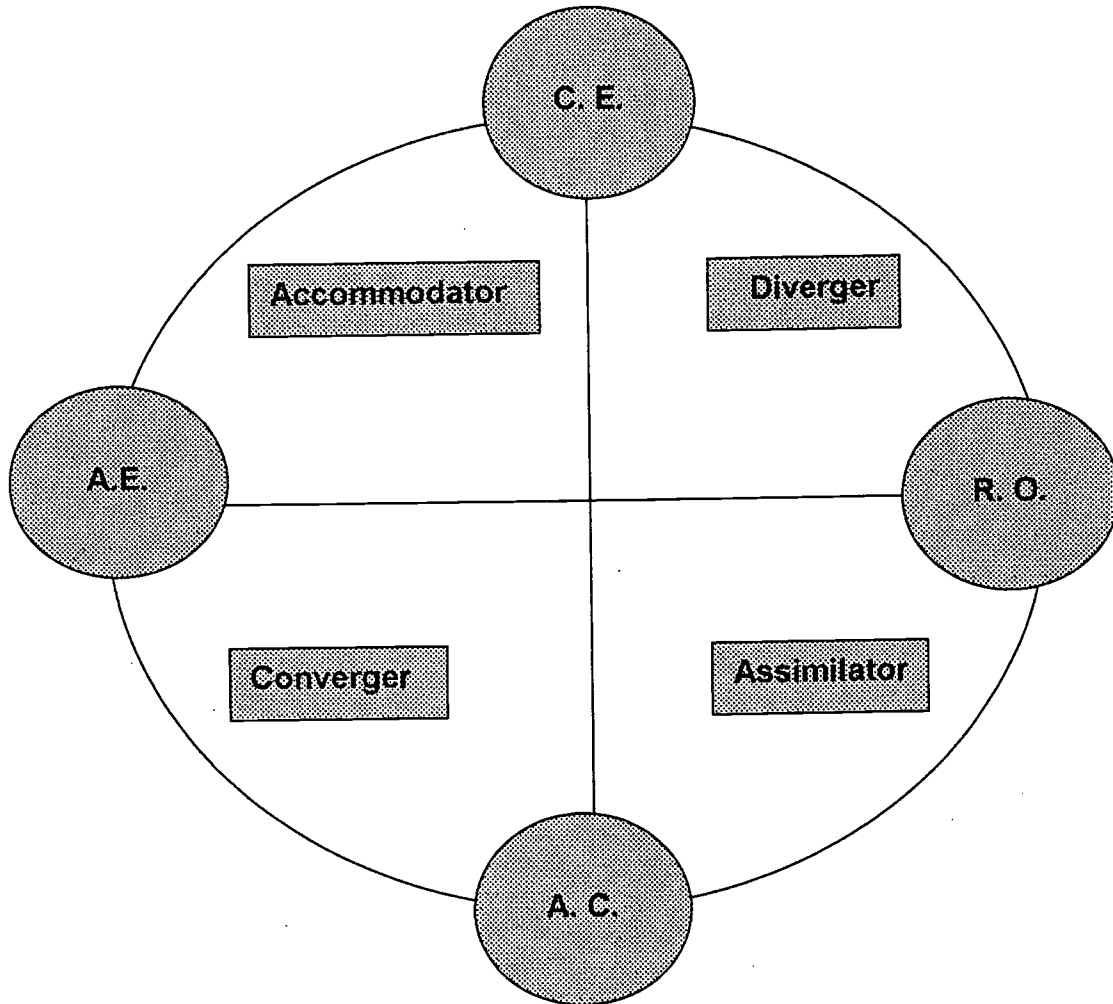 C. E.
Accommodator
Diverger
A.E.
R. O.
Converger
Assimilator
A. C.